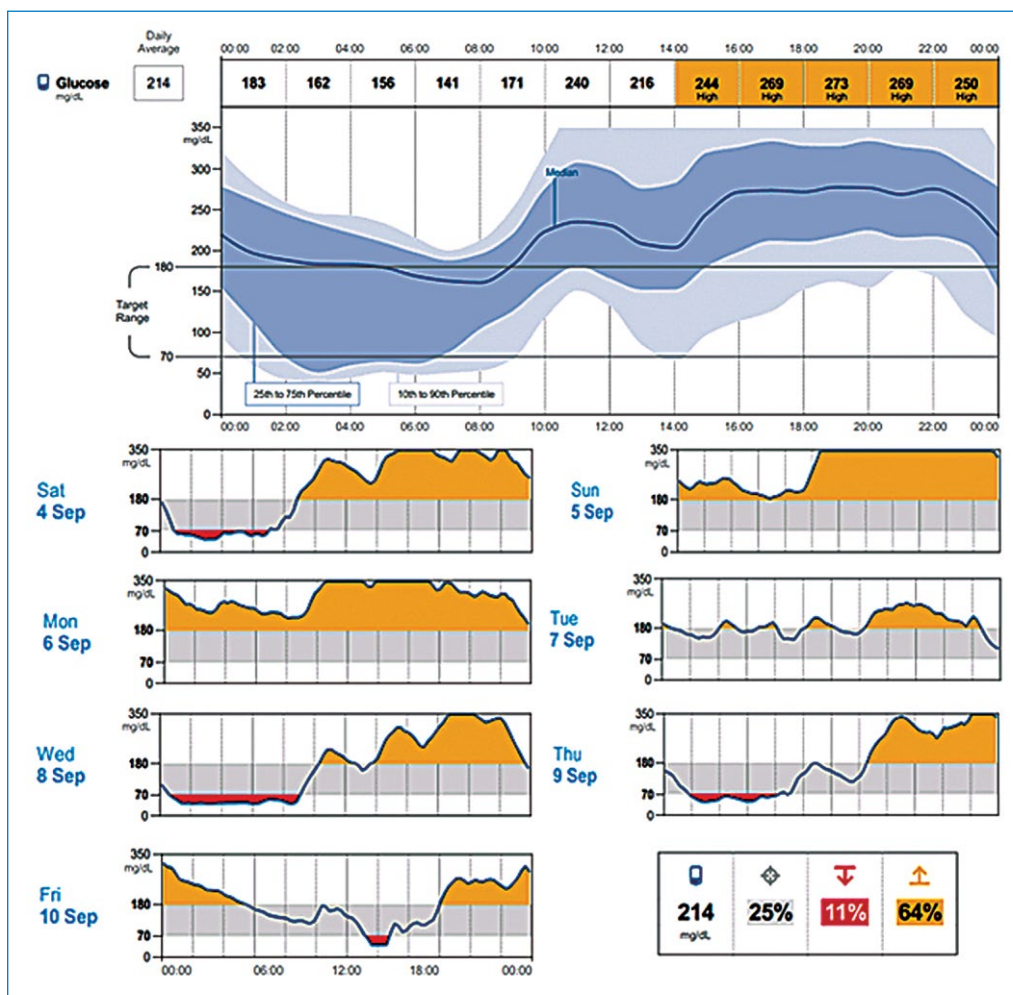 Daily
Average
00:00 02:00 04:00 06:00 08:00 10:00 12:00 14:00 16:00 18:00 20:00 22:00 00:00
Glucose
mg/dL
214 183 162 156 141 171 240 216 244 269 273 269 250
High High High High High
350
mg/dL
300
Median
250
200
180
150
Target
Range
100
70
50
25th to 75th Percentile 10th to 90th Percentile
0
00:00 02:00 04:00 06:00 08:00 10:00 12:00 14:00 16:00 18:00 20:00 22:00 00:00
Sat
4 Sep
350
mg/dL
180
70
0
Sun
5 Sep
350
mg/dL
180
70
0
Mon
6 Sep
350
mg/dL
180
70
0
Tue
7 Sep
350
mg/dL
180
70
0
Wed
8 Sep
350
mg/dL
180
70
0
Thu
9 Sep
350
mg/dL
180
70
0
Fri
10 Sep
350
mg/dL
180
70
0
00:00 06:00 12:00 18:00 00:00
214 25% 11% 64%
mg/dL